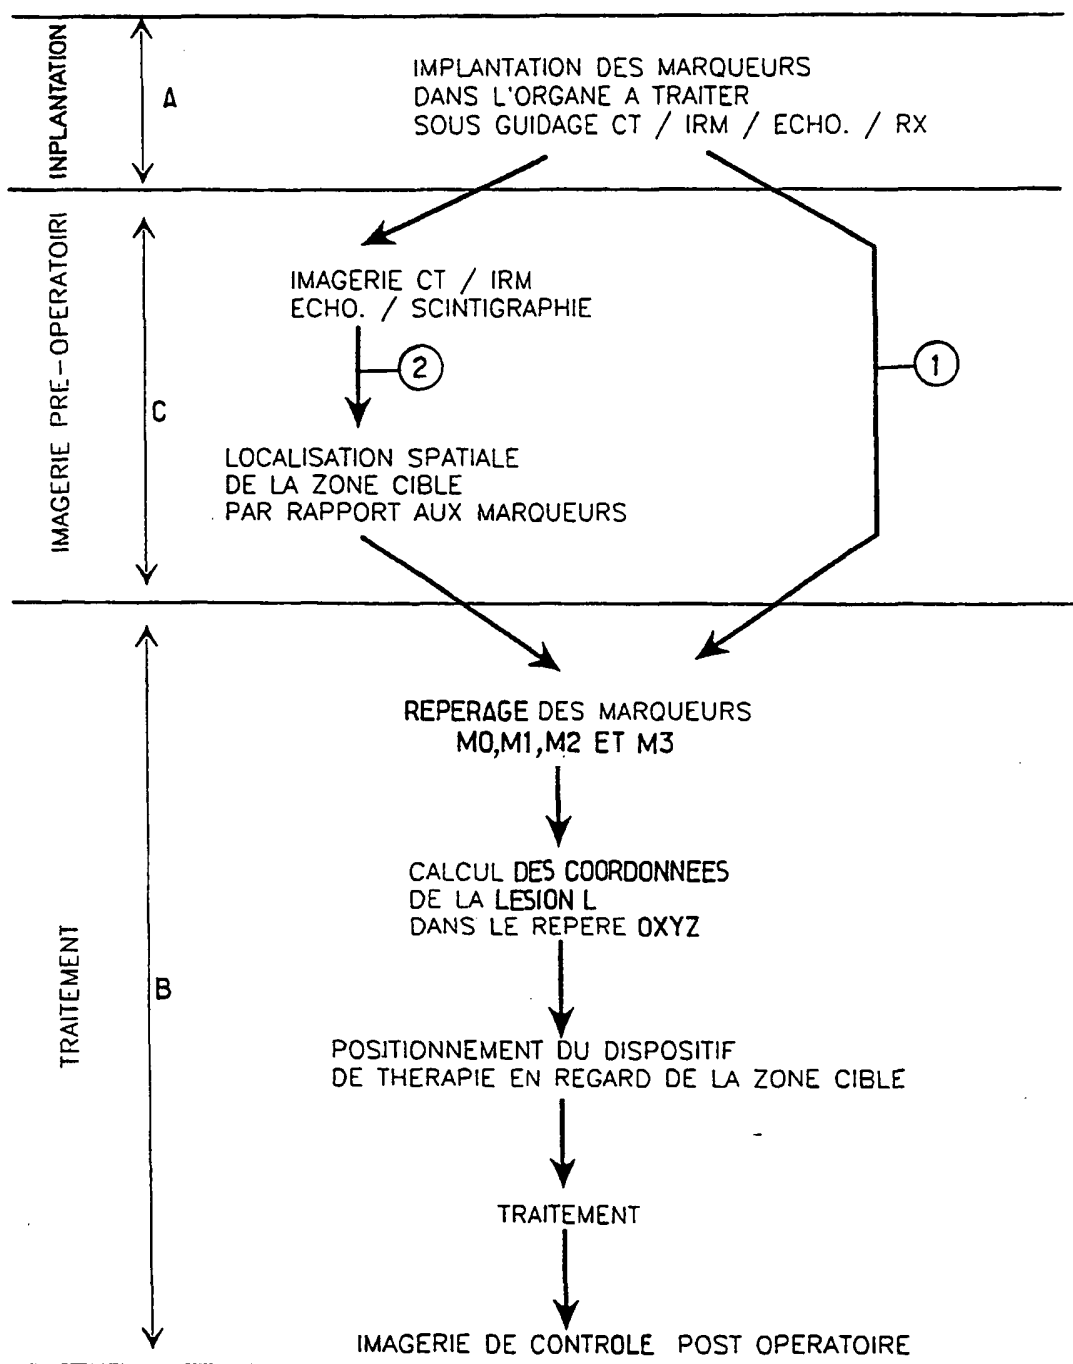 INPLANTATION
A
IMPLANTATION DES MARQUEURS
DANS L'ORGANE A TRAITER
SOUS GUIDAGE CT / IRM / ECHO. / RX
IMAGERIE PRE-OPERATOIRI
C
IMAGERIE CT / IRM
ECHO. / SCINTIGRAPHIE
2
1
LOCALISATION SPATIALE
DE LA ZONE CIBLE
PAR RAPPORT AUX MARQUEURS
TRAITEMENT
B
REPERAGE DES MARQUEURS
M0,M1,M2 ET M3
CALCUL DES COORDONNEES
DE LA LESION L
DANS LE REPERE OXYZ
POSITIONNEMENT DU DISPOSITIF
DE THERAPIE EN REGARD DE LA ZONE CIBLE
TRAITEMENT
IMAGERIE DE CONTROLE POST OPERATOIRE